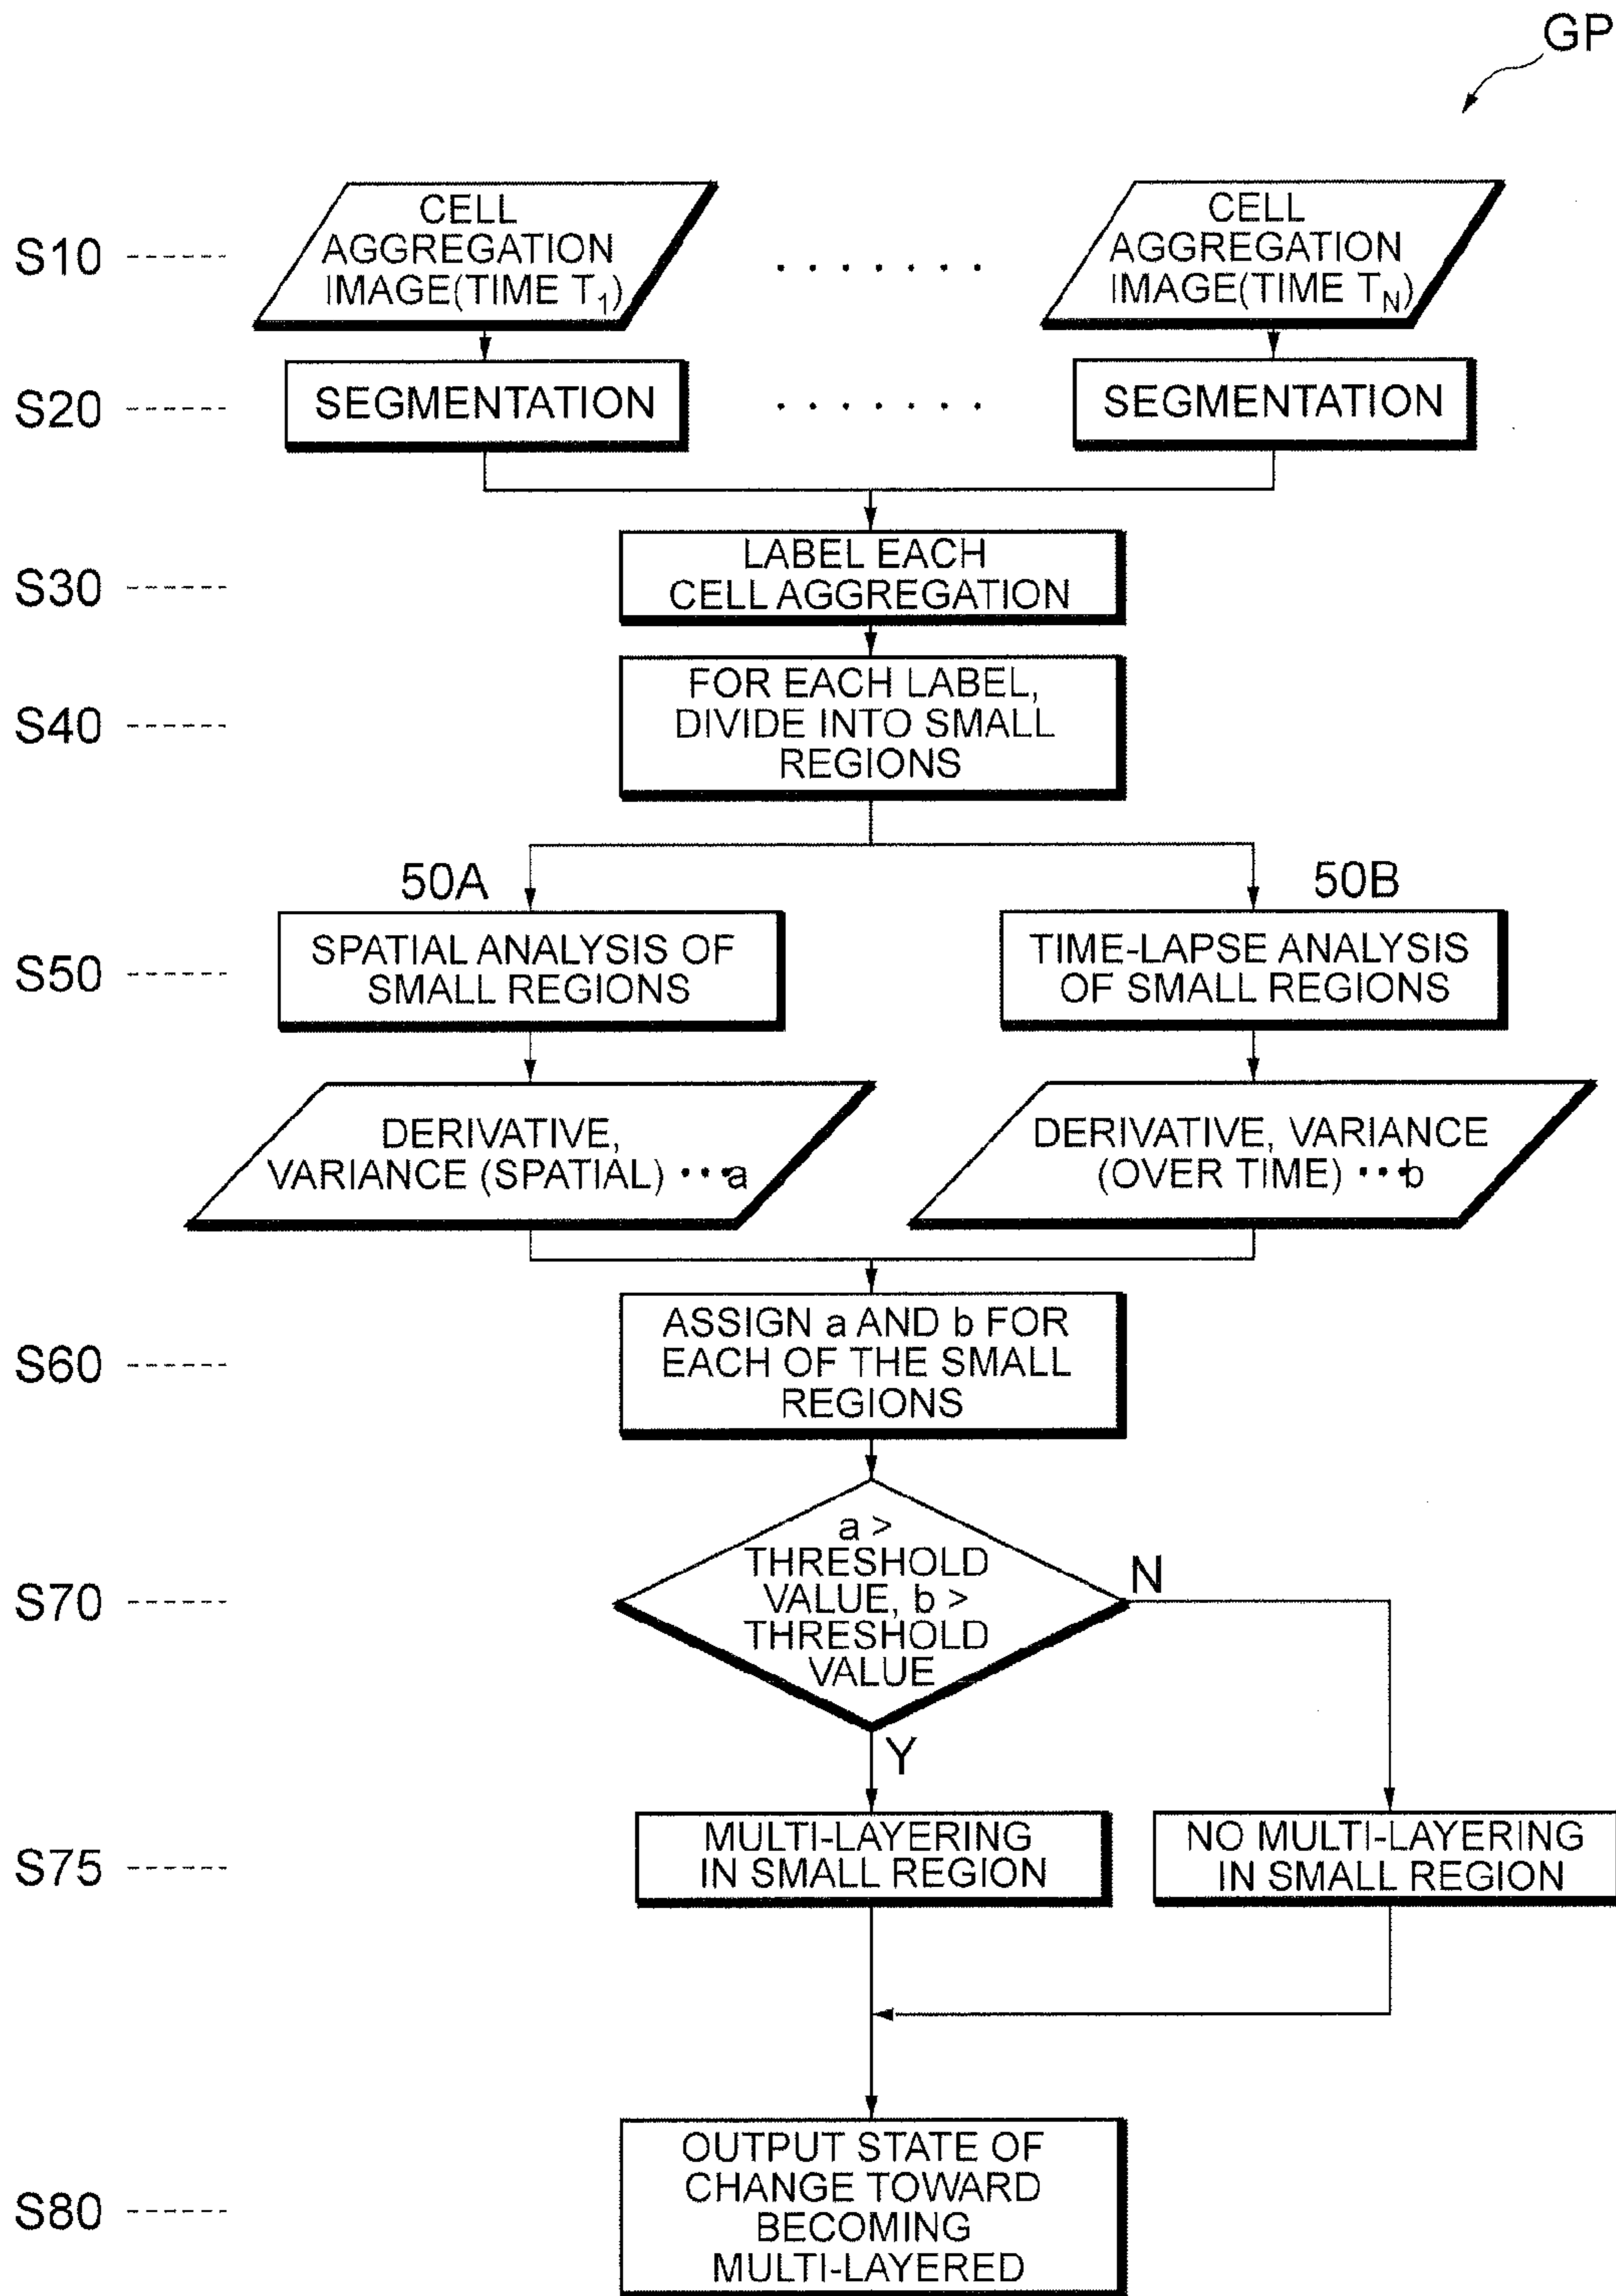 GP
S10
CELL
AGGREGATION
IMAGE(TIME T1)
.......
CELL
AGGREGATION
IMAGE(TIME TN)
S20
SEGMENTATION
.......
SEGMENTATION
S30
LABEL EACH
CELL AGGREGATION
S40
FOR EACH LABEL,
DIVIDE INTO SMALL
REGIONS
50A
50B
S50
SPATIAL ANALYSIS OF
SMALL REGIONS
TIME-LAPSE ANALYSIS
OF SMALL REGIONS
DERIVATIVE,
VARIANCE (SPATIAL) ···a
DERIVATIVE, VARIANCE
(OVER TIME) ···b
S60
ASSIGN a AND b FOR
EACH OF THE SMALL
REGIONS
S70
a >
THRESHOLD
VALUE, b >
THRESHOLD
VALUE
N
Y
S75
MULTI-LAYERING
IN SMALL REGION
NO MULTI-LAYERING
IN SMALL REGION
S80
OUTPUT STATE OF
CHANGE TOWARD
BECOMING
MULTI-LAYERED